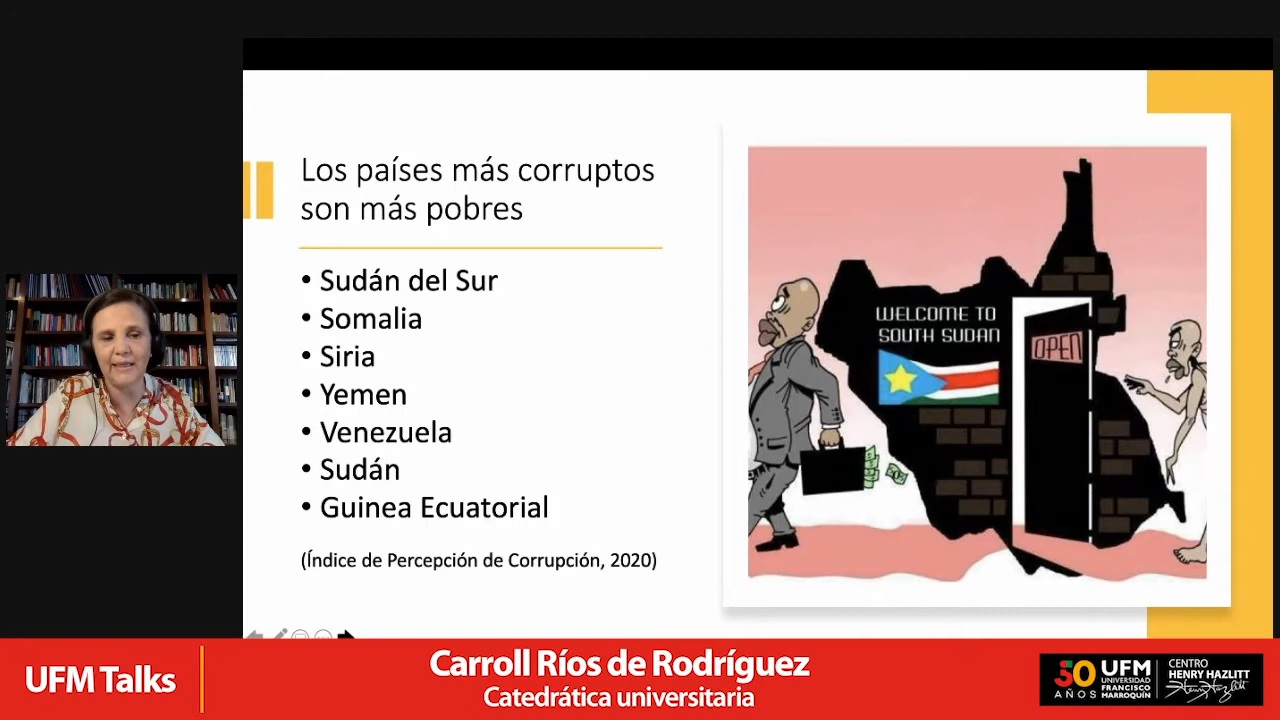 Los países más corruptos
son más pobres
• Sudán del Sur
• Somalia
• Siria
• Yemen
• Venezuela
• Sudán
• Guinea Ecuatorial
(Índice de Percepción de Corrupción, 2020)
WELCOME TO
SOUTH SUDAN
OPEN
UFM Talks
Carroll Ríos de Rodríguez
Catedrática universitaria
50
AÑOS
UFM
UNIVERSIDAD
FRANCISCO
MARROQUÍN
CENTRO
HENRY HAZLITT
Henry Hazlitt